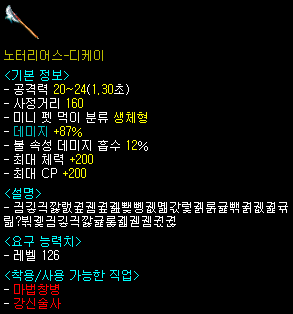 노터리어스-디케이
<기본 정보>
- 공격력 20~24(1.30초)
- 사정거리 160
- 미니 펫 먹이 분류 생체형
- 데미지 +87%
- 불 속성 데미지 흡수 12%
- 최대 체력 +200
- 최대 CP +200
<설명>
<요구 능력치>
- 레벨 126
<착용/사용 가능한 직업>
- 마법창병
- 강신술사